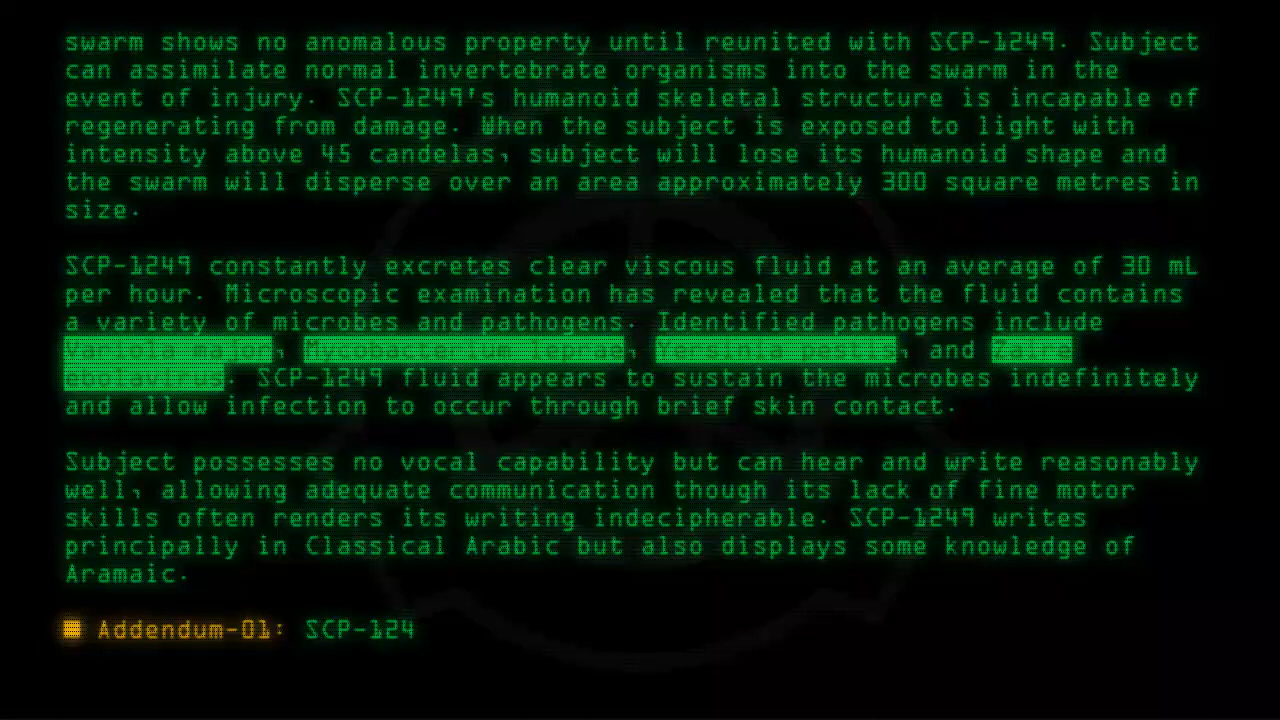 swarm shows no anomalous property until reunited with SCP-1249. Subject
can assimilate normal invertebrate organisms into the swarm in the
event of injury. SCP-1249's humanoid skeletal structure is incapable of
regenerating from damage. When the subject is exposed to light with
intensity above 45 candelas, subject will lose its humanoid shape and
the swarm will disperse over an area approximately 300 square metres in
size.
SCP-1249 constantly excretes clear viscous fluid at an average of 30 mL
per hour. Microscopic examination has revealed that the fluid contains
a variety of microbes and pathogens. Identified pathogens include
Variola major, Mycobacterium leprae, Yersinia pestis, and Zaire
ebolavirus. SCP-1249 fluid appears to sustain the microbes indefinitely
and allow infection to occur through brief skin contact.
Subject possesses no vocal capability but can hear and write reasonably
well, allowing adequate communication though its lack of fine motor
skills often renders its writing indecipherable. SCP-1249 writes
principally in Classical Arabic but also displays some knowledge of
Aramaic.
Addendum-01: SCP-124